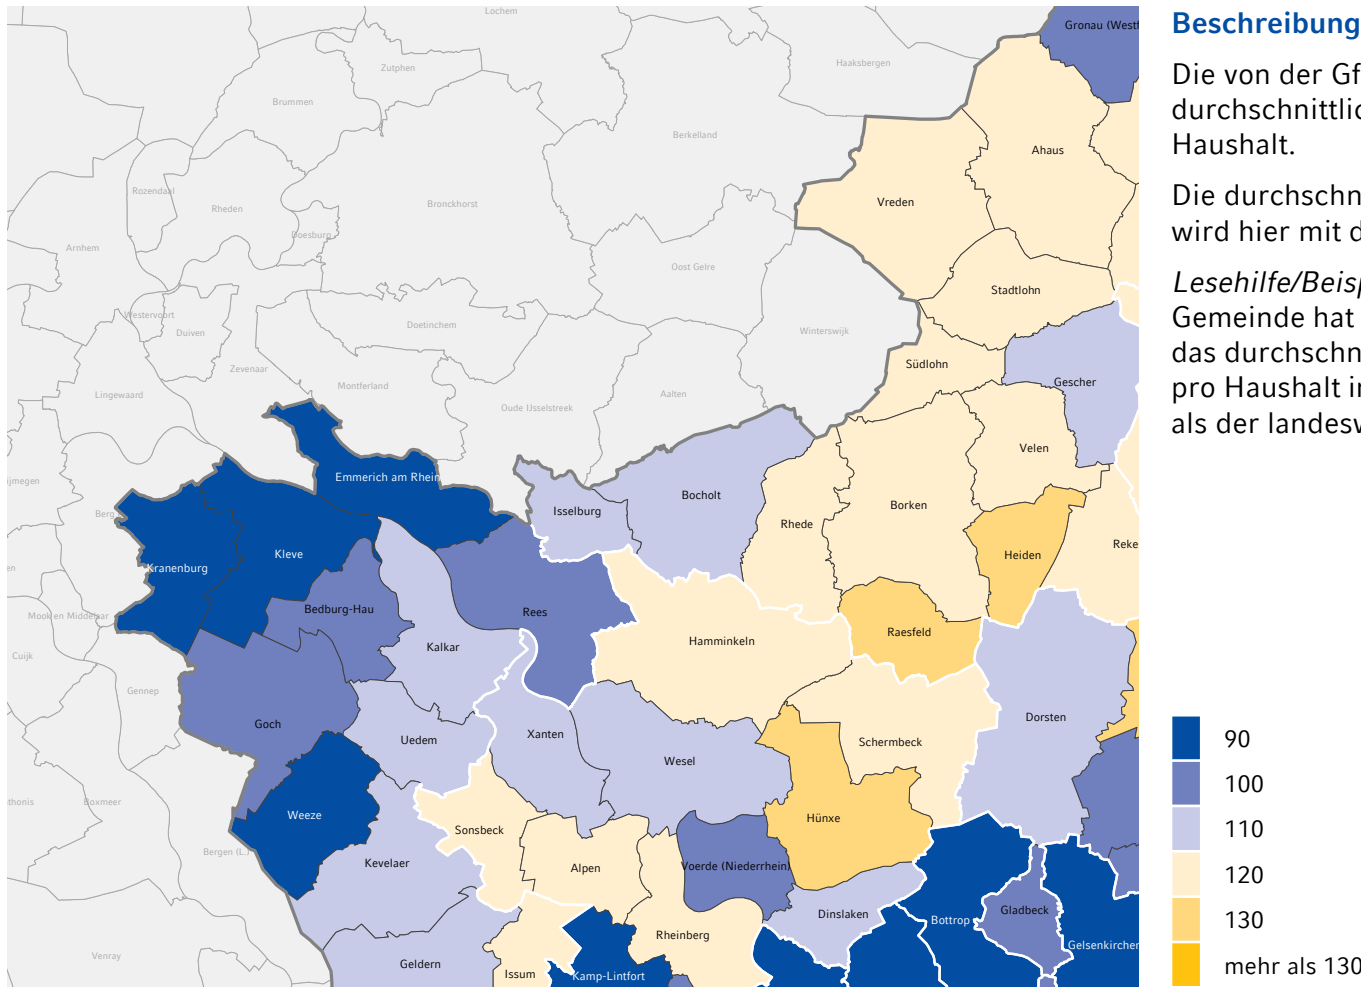 Lochem
Gronau (Westf
Zutphen
Haaksbergen
Brummen
Berkelland
Ahaus
Rozendaal
Rheden
Bronckhorst
Vreden
Doesburg
Arnhem
Oost Gelre
Stadtlohn
Westervoort
Duiven
Doetinchem
Winterswijk
Zevenaar
Südlohn
Montferland
Gescher
Lingewaard
Aalten
Oude IJsselstreek
Velen
Emmerich am Rhein
ijmegen
Bocholt
Borken
Isselburg
Berg
Rhede
Reke
Kleve
Heiden
Kranenburg
en
Bedburg-Hau
Rees
Mook en Middelaar
Raesfeld
Hamminkeln
Kalkar
Cuijk
Gennep
Goch
Dorsten
Xanten
Uedem
Schermbeck
Wesel
thonis
Boxmeer
Weeze
Hünxe
Sonsbeck
Bergen (L.)
Kevelaer
Alpen
Voerde (Niederrhein)
Gladbeck
Dinslaken
Bottrop
Rheinberg
Gelsenkirchen
Venray
Geldern
Issum
Kamp-Lintfort
Beschreibung
Die von der Gf
durchschnittlic
Haushalt.
Die durchschn
wird hier mit d
Lesehilfe/Beisp
Gemeinde hat
das durchschn
pro Haushalt i
als der landesw
90
100
110
120
130
mehr als 130